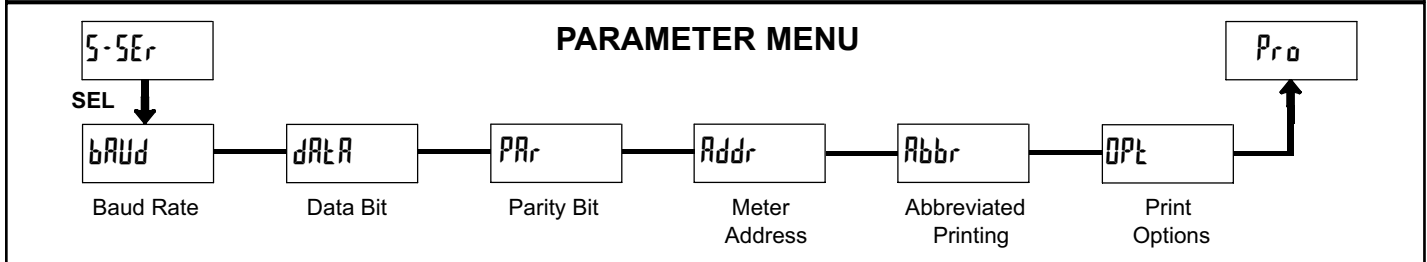 PARAMETER MENU
5-SEr
Pro
SEL
bAUd
dAtA
PAr
Addr
Abbr
OPt
Baud Rate
Data Bit
Parity Bit
Meter
Address
Abbreviated
Printing
Print
Options